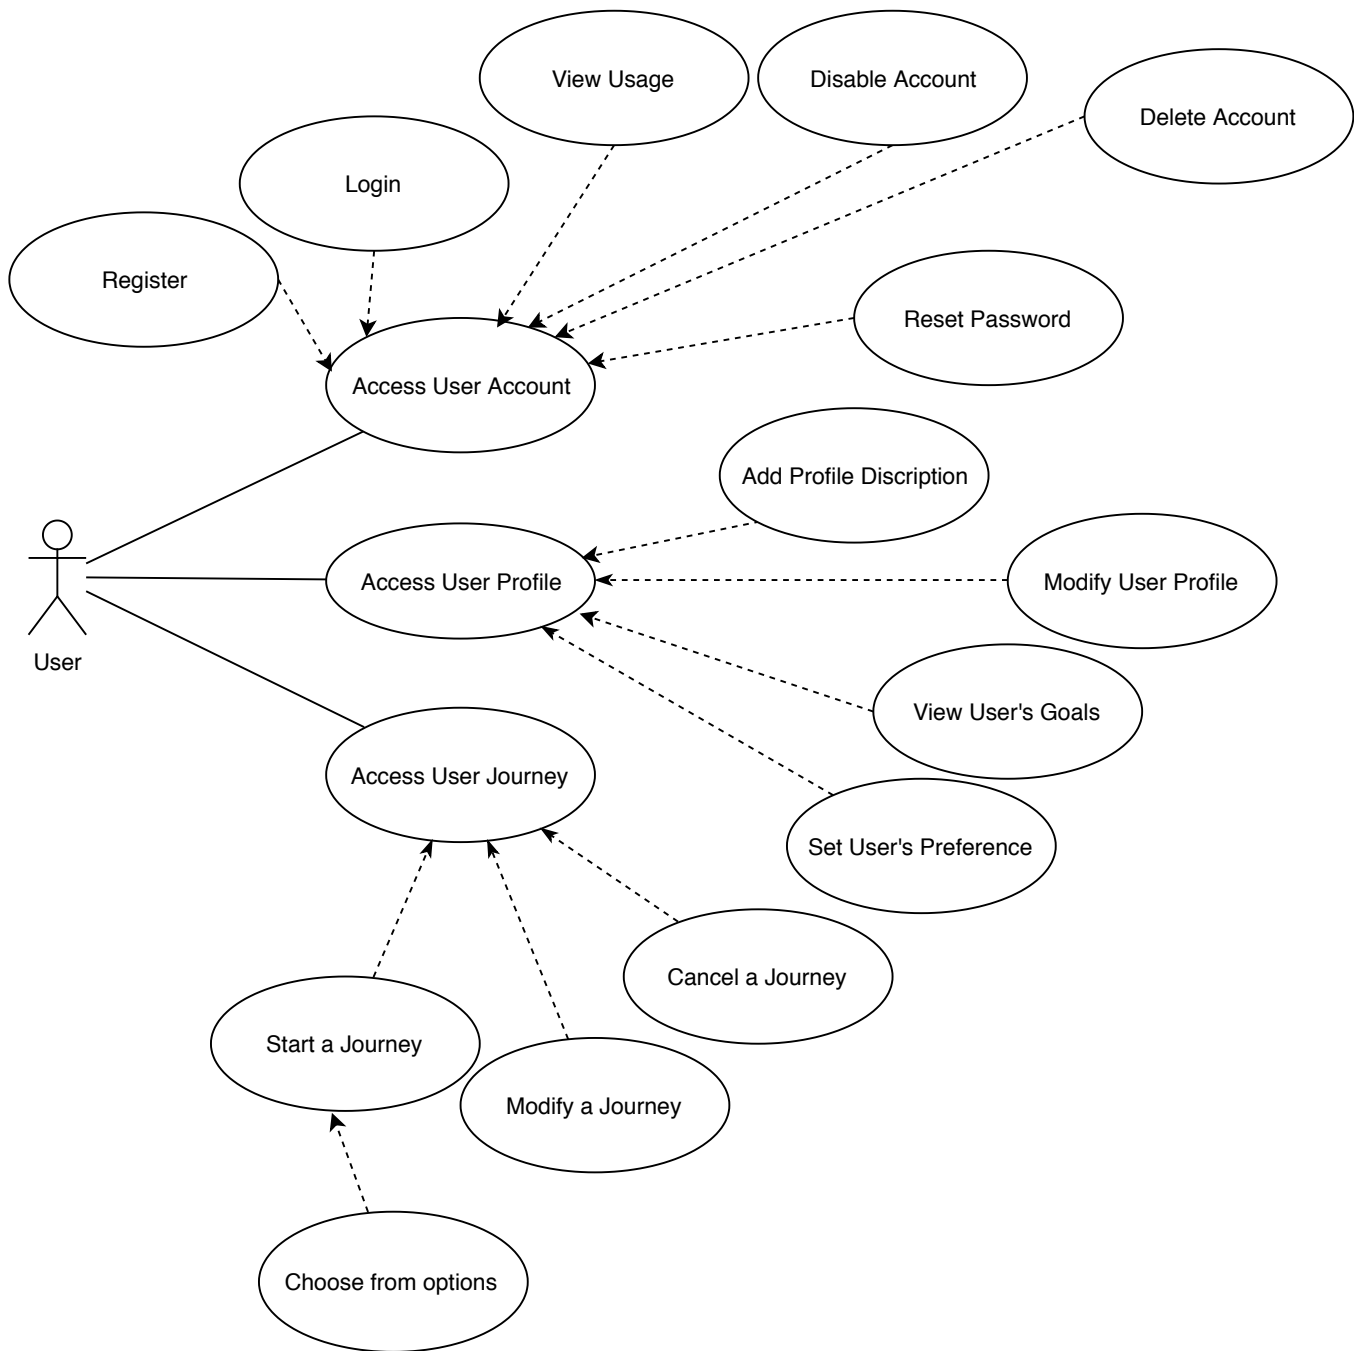 View Usage
Disable Account
Delete Account
Login
Register
Reset Password
Access User Account
Add Profile Discription
Access User Profile
Modify User Profile
User
View User's Goals
Access User Journey
Set User's Preference
Cancel a Journey
Start a Journey
Modify a Journey
Choose from options